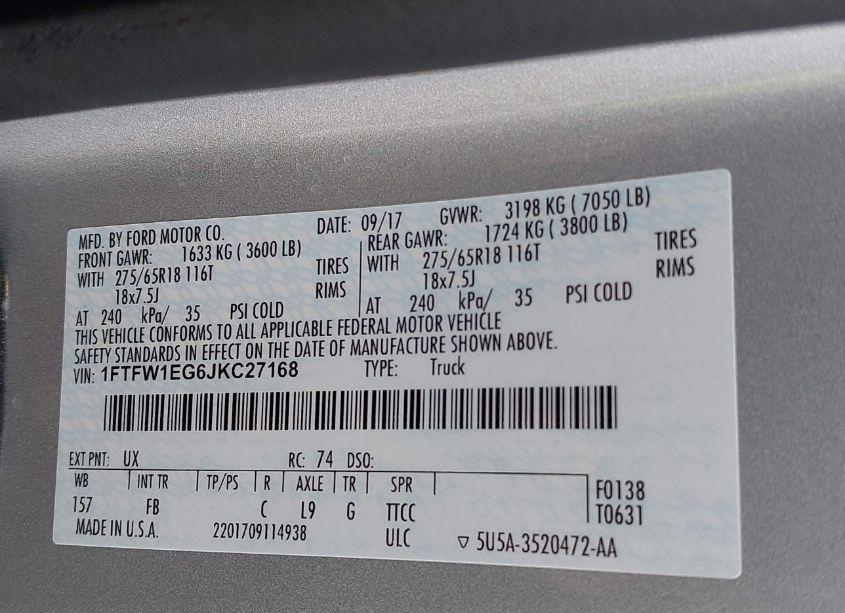 MFD. BY FORD MOTOR CO. DATE: 09/17 GVWR: 3198 KG ( 7050 LB)
FRONT GAWR: 1633 KG ( 3600 LB) REAR GAWR: 1724 KG ( 3800 LB)
WITH 275/65R18 116T TIRES WITH 275/65R18 116T TIRES
18x7.5J RIMS 18x7.5J RIMS
AT 240 kPa/ 35 PSI COLD AT 240 kPa/ 35 PSI COLD
THIS VEHICLE CONFORMS TO ALL APPLICABLE FEDERAL MOTOR VEHICLE
SAFETY STANDARDS IN EFFECT ON THE DATE OF MANUFACTURE SHOWN ABOVE.
VIN: 1FTFW1EG6JKC27168 TYPE: Truck
EXT PNT: UX RC: 74 DSO:
WB INT TR TP/PS R AXLE TR SPR F0138
157 FB C L9 G TTCC T0631
MADE IN U.S.A. 2201709114938 ULC ▽ 5U5A-3520472-AA